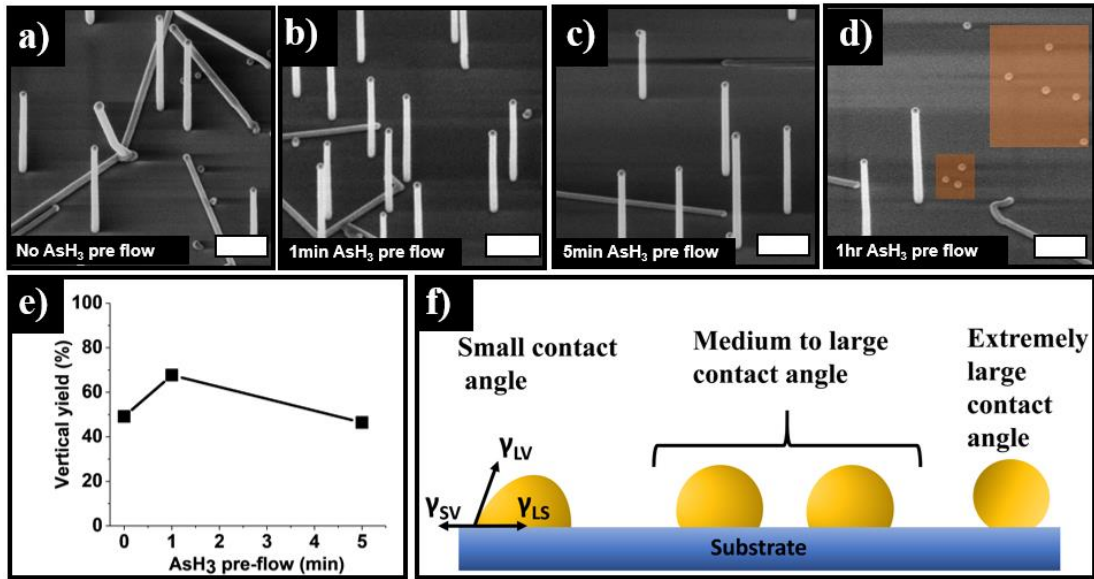 a)
No AsH₃ pre flow
b)
1min AsH₃ pre flow
c)
5min AsH₃ pre flow
d)
1hr AsH₃ pre flow
e)
100
80
60
40
20
0
Vertical yield (%)
0 1 2 3 4 5
AsH₃ pre-flow (min)
f)
Small contact
angle
Medium to large
contact angle
Extremely
large
contact
angle
γLV
γSV
γLS
Substrate